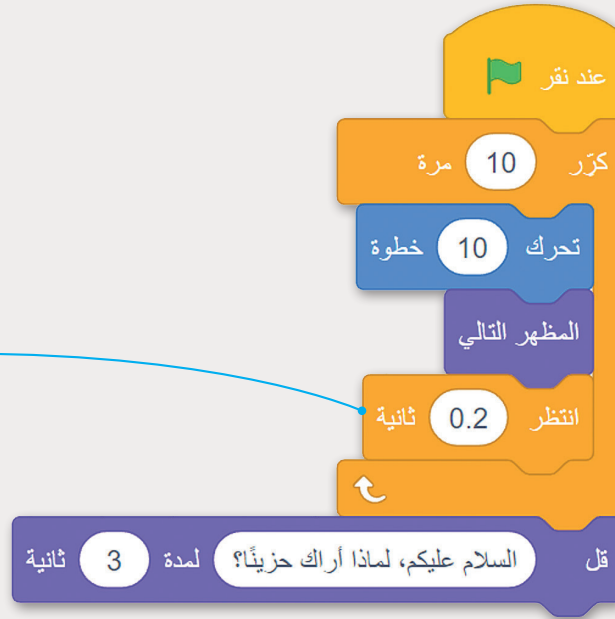 عند نقر
كرّر 10 مرة
تحرك 10 خطوة
المظهر التالي
انتظر 0.2 ثانية
قل السلام عليكم، لماذا أراك حزينًا؟ لمدة 3 ثانية